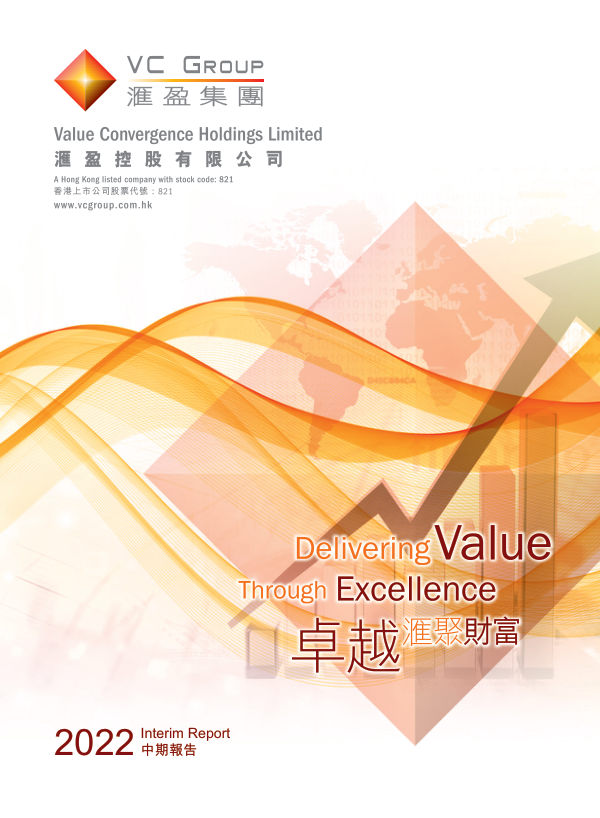 VC GROUP
滙盈集團
Value Convergence Holdings Limited
滙盈控股有限公司
A Hong Kong listed company with stock code: 821
香港上市公司股票代號：821
www.vcgroup.com.hk
Delivering Value
Through Excellence
卓越滙聚財富
2022 Interim Report
中期報告